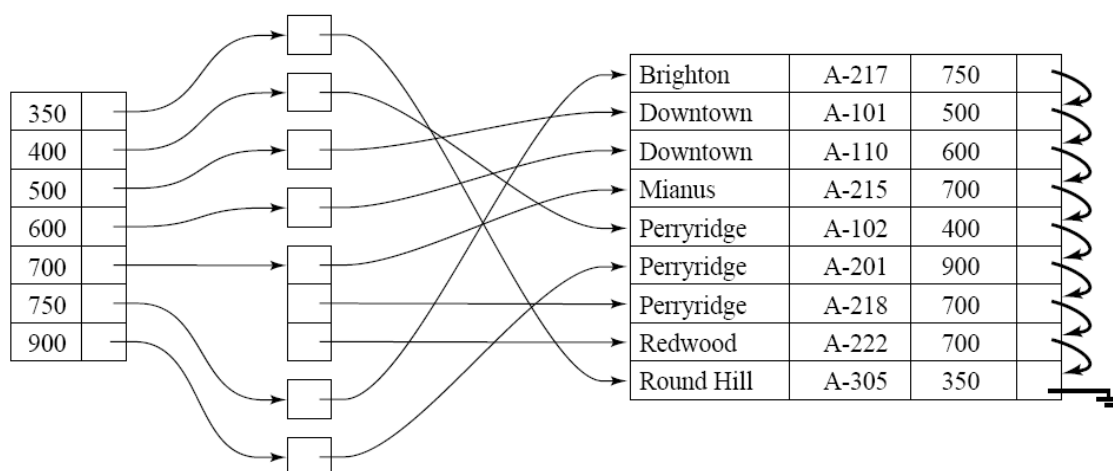 350
400
500
600
700
750
900
Brighton A-217 750
Downtown A-101 500
Downtown A-110 600
Mianus A-215 700
Perryridge A-102 400
Perryridge A-201 900
Perryridge A-218 700
Redwood A-222 700
Round Hill A-305 350